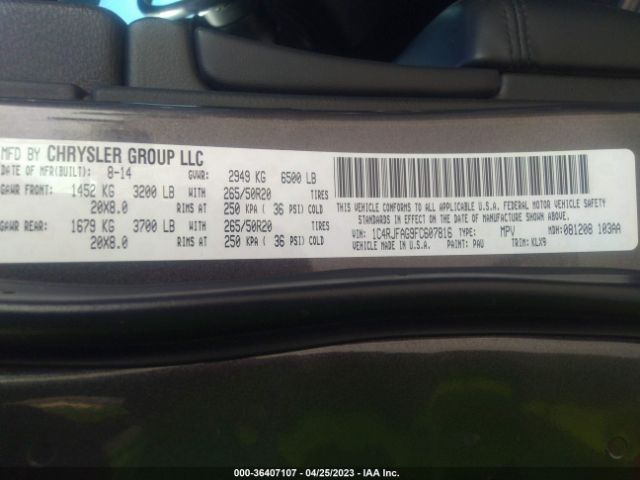 MFD BY CHRYSLER GROUP LLC
DATE OF MFR(BUILT): 8-14 GVWR: 2949 KG 6500 LB
GAWR FRONT: 1452 KG 3200 LB WITH 265/50R20 TIRES
20X8.0 RIMS AT 250 KPA ( 36 PSI) COLD
GAWR REAR: 1679 KG 3700 LB WITH 265/50R20 TIRES
20X8.0 RIMS AT 250 KPA ( 36 PSI) COLD
THIS VEHICLE CONFORMS TO ALL APPLICABLE U.S.A. FEDERAL MOTOR VEHICLE SAFETY
STANDARDS IN EFFECT ON THE DATE OF MANUFACTURE SHOWN ABOVE.
VIN: 1C4RJFAG9FC607816 TYPE: MPV MDH: 081208 103AA
VEHICLE MADE IN U.S.A. PAINT: PAU TRIM: KLX9
000-36407107 - 04/25/2023 - IAA Inc.